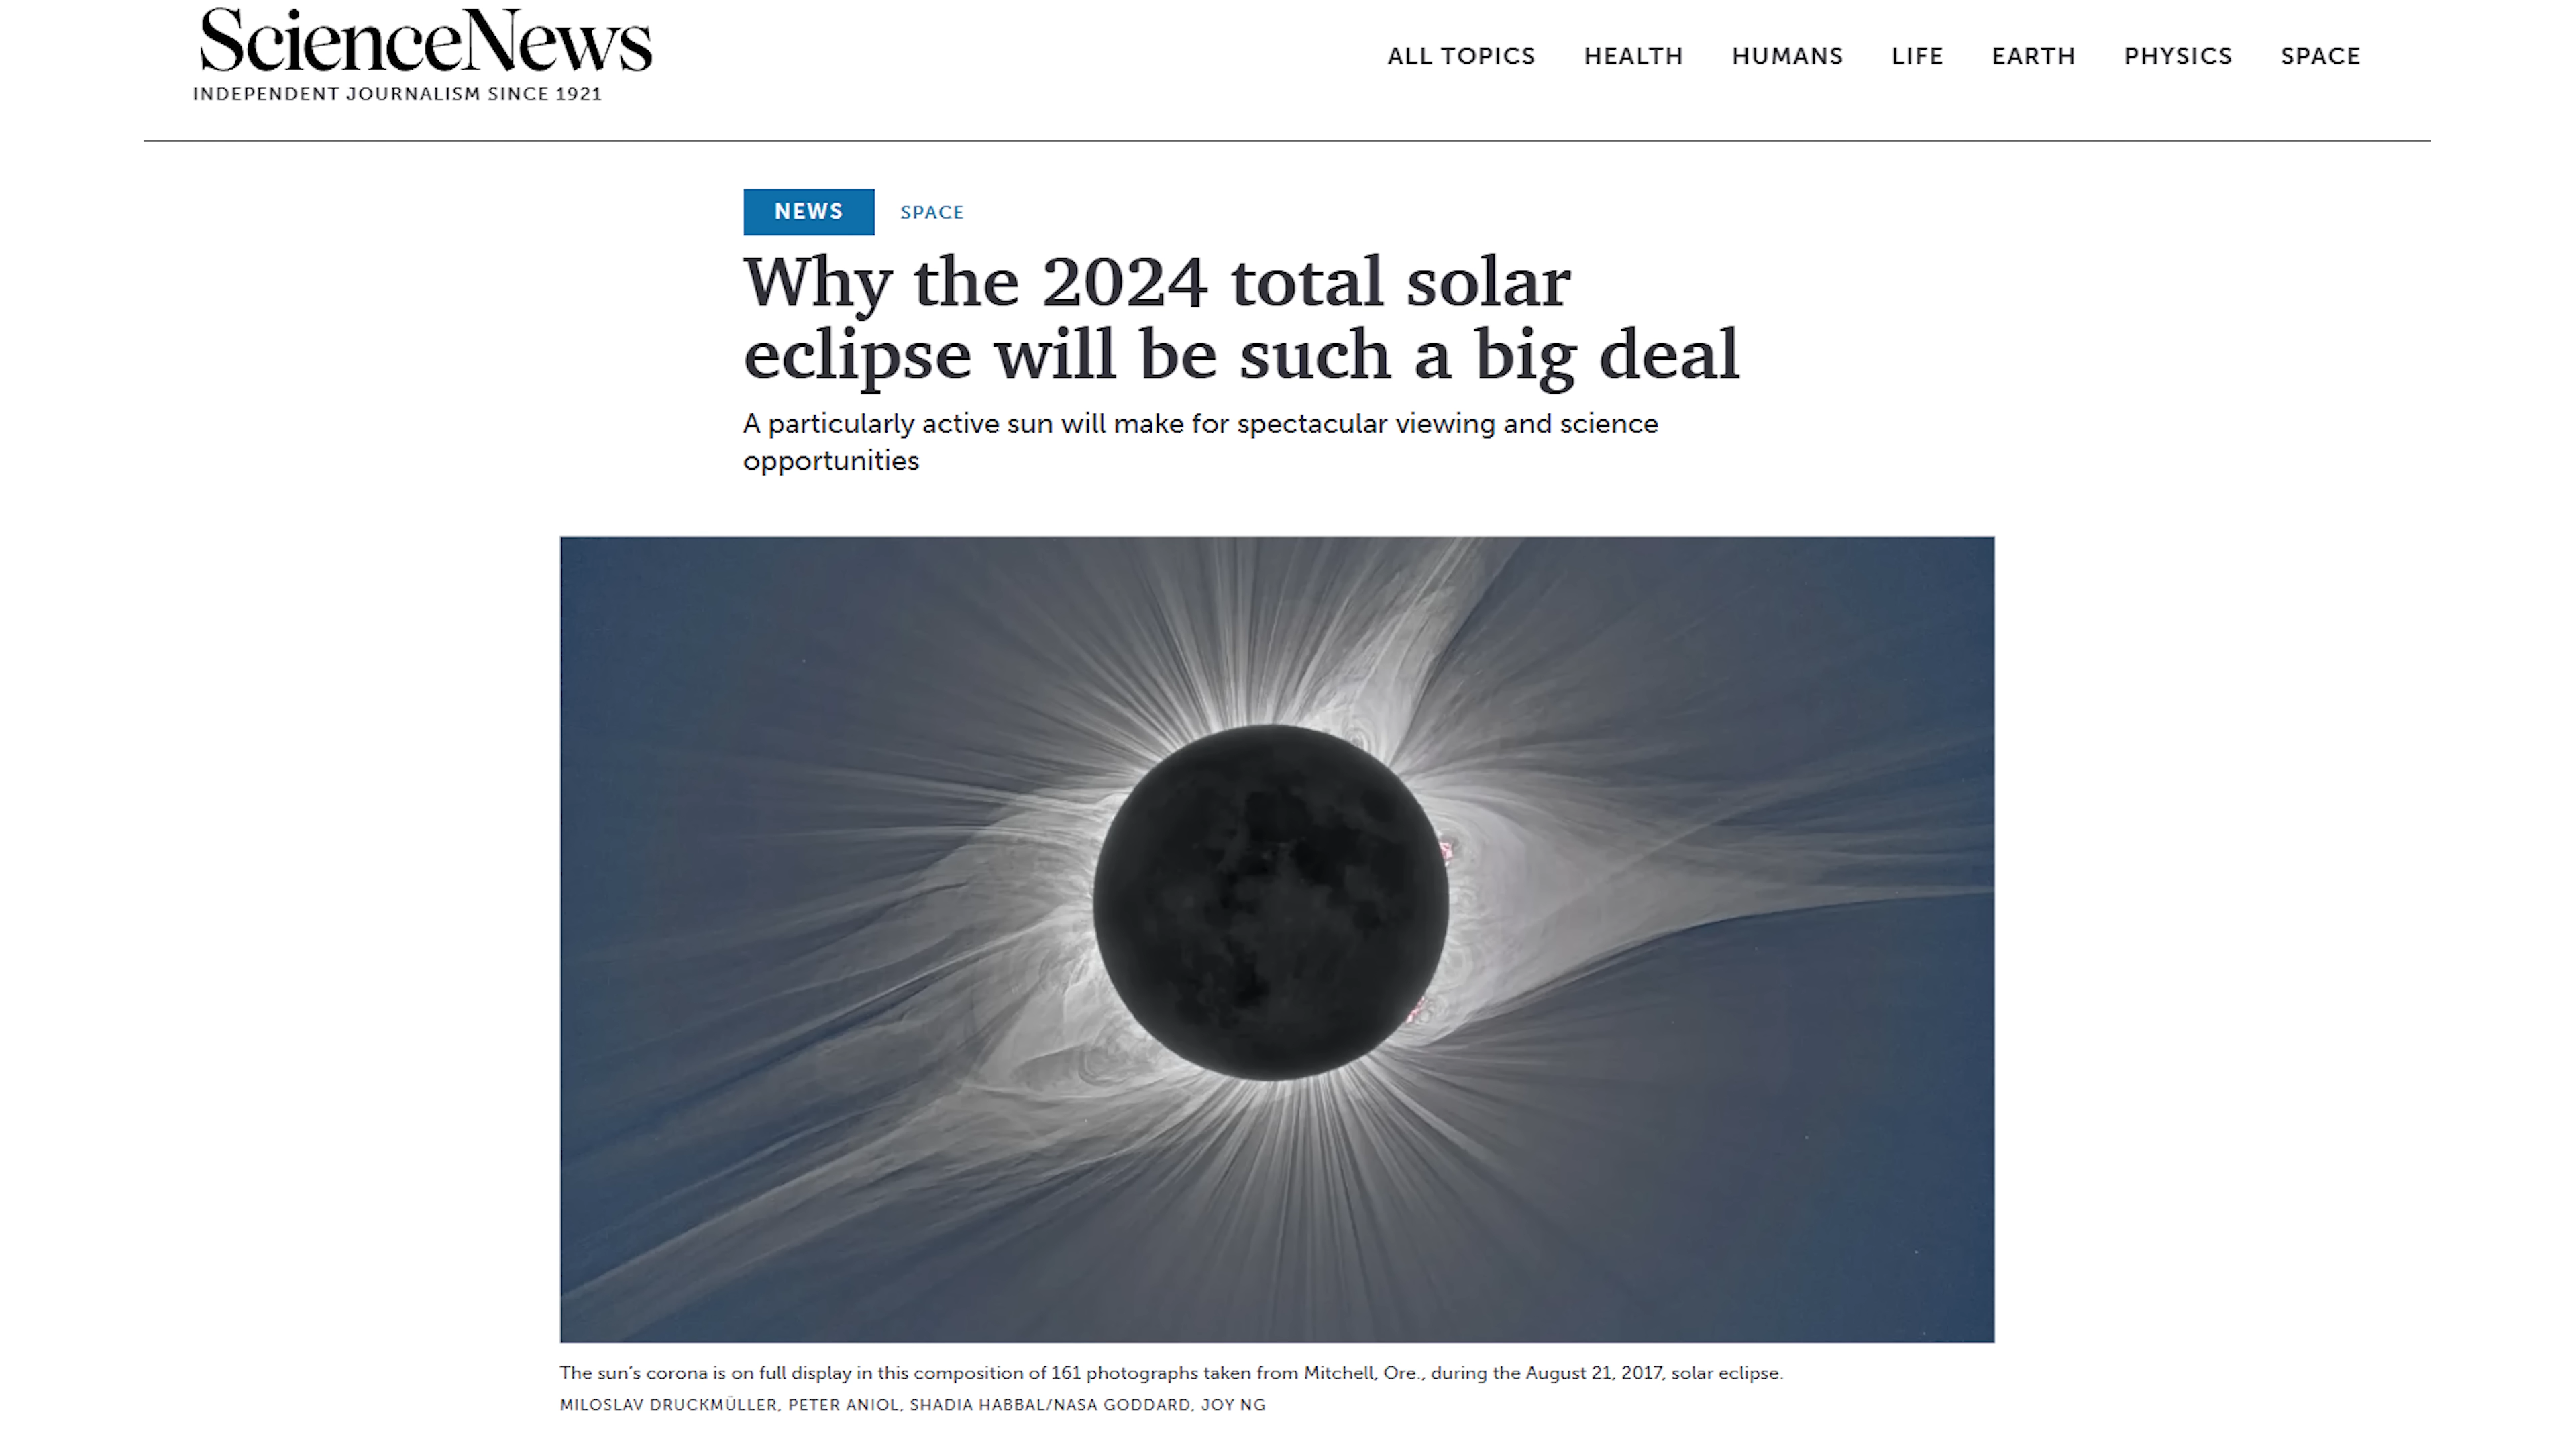 ScienceNews
INDEPENDENT JOURNALISM SINCE 1921
ALL TOPICS HEALTH HUMANS LIFE EARTH PHYSICS SPACE
NEWS SPACE
Why the 2024 total solar
eclipse will be such a big deal
A particularly active sun will make for spectacular viewing and science
opportunities
The sun’s corona is on full display in this composition of 161 photographs taken from Mitchell, Ore., during the August 21, 2017, solar eclipse.
MILOSLAV DRUCKMÜLLER, PETER ANIOL, SHADIA HABBAL/NASA GODDARD, JOY NG